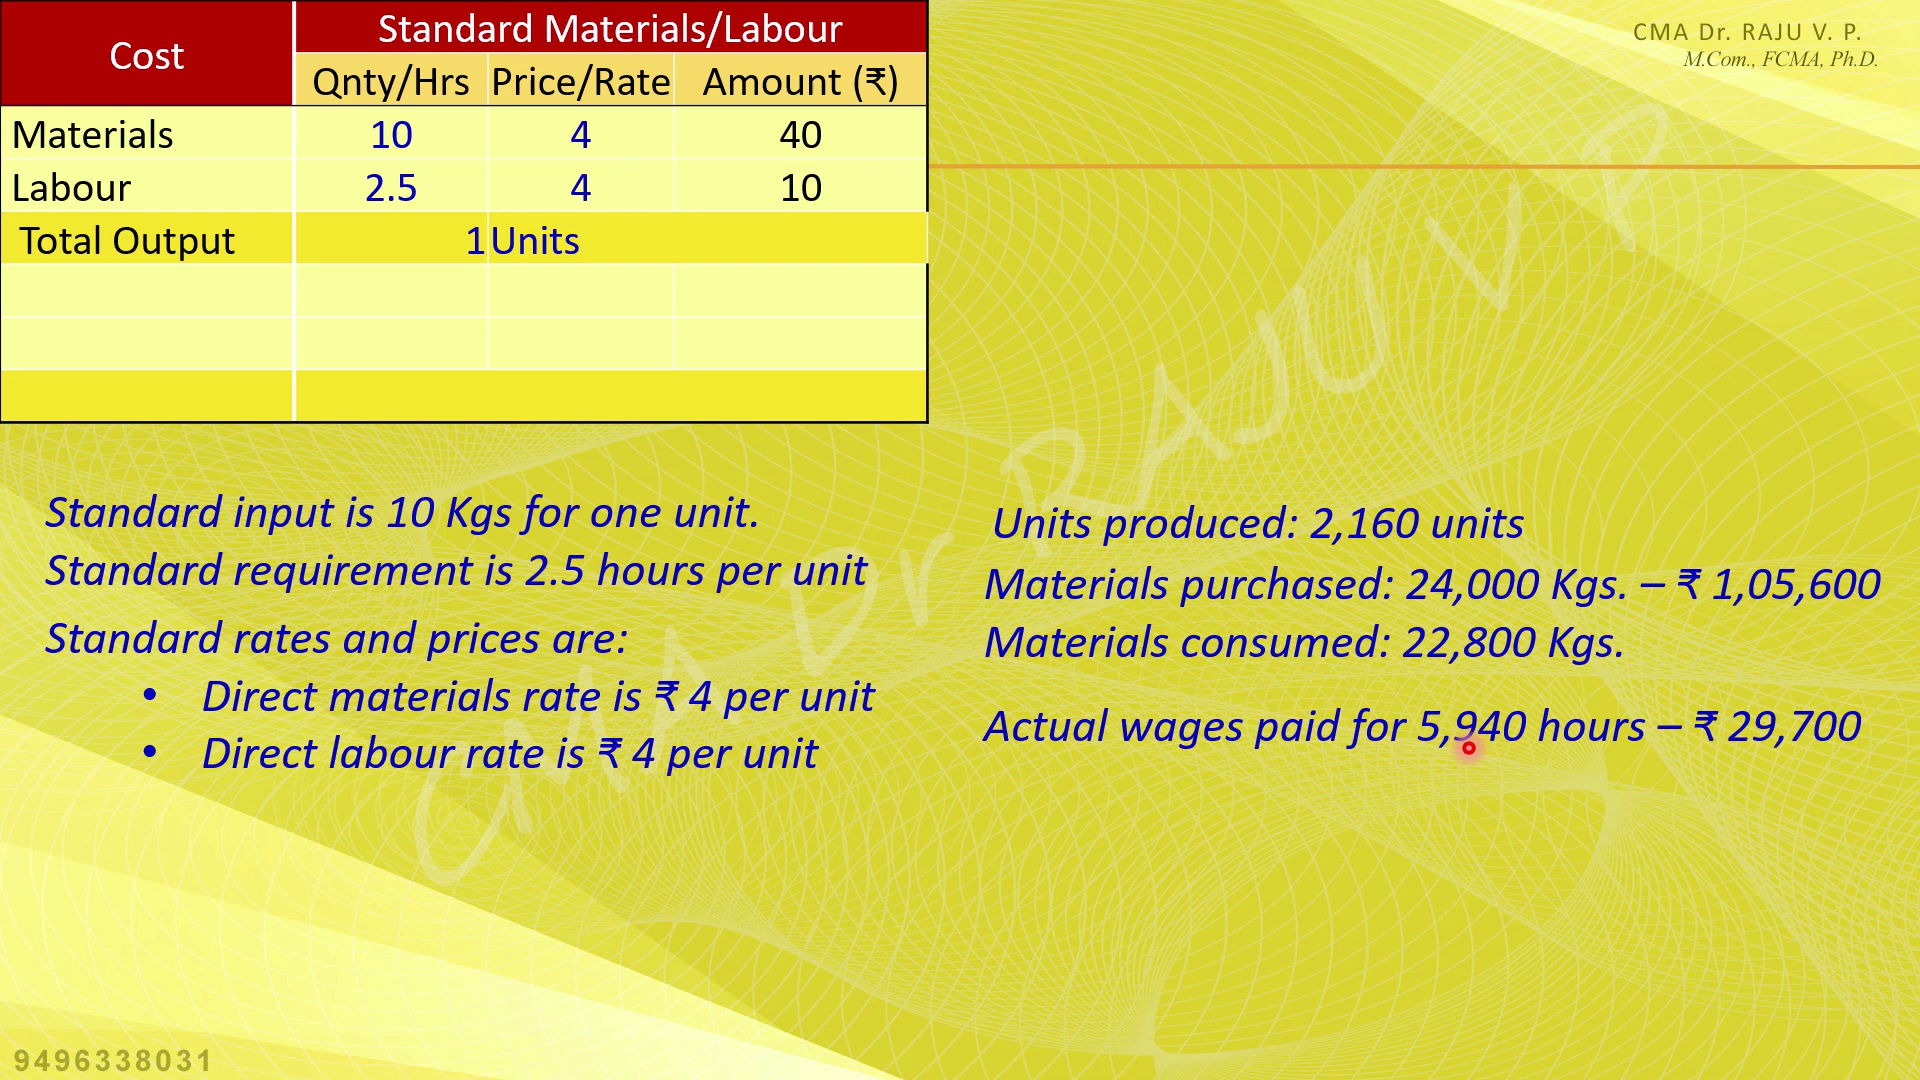 Cost
Standard Materials/Labour
Qnty/Hrs Price/Rate Amount (₹)
Materials 10 4 40
Labour 2.5 4 10
Total Output 1 Units
CMA Dr. RAJU V. P.
M.Com., FCMA, Ph.D.
CMA Dr RAJU V P
Standard input is 10 Kgs for one unit.
Standard requirement is 2.5 hours per unit
Standard rates and prices are:
• Direct materials rate is ₹ 4 per unit
• Direct labour rate is ₹ 4 per unit
Units produced: 2,160 units
Materials purchased: 24,000 Kgs. – ₹ 1,05,600
Materials consumed: 22,800 Kgs.
Actual wages paid for 5,940 hours – ₹ 29,700
9496338031